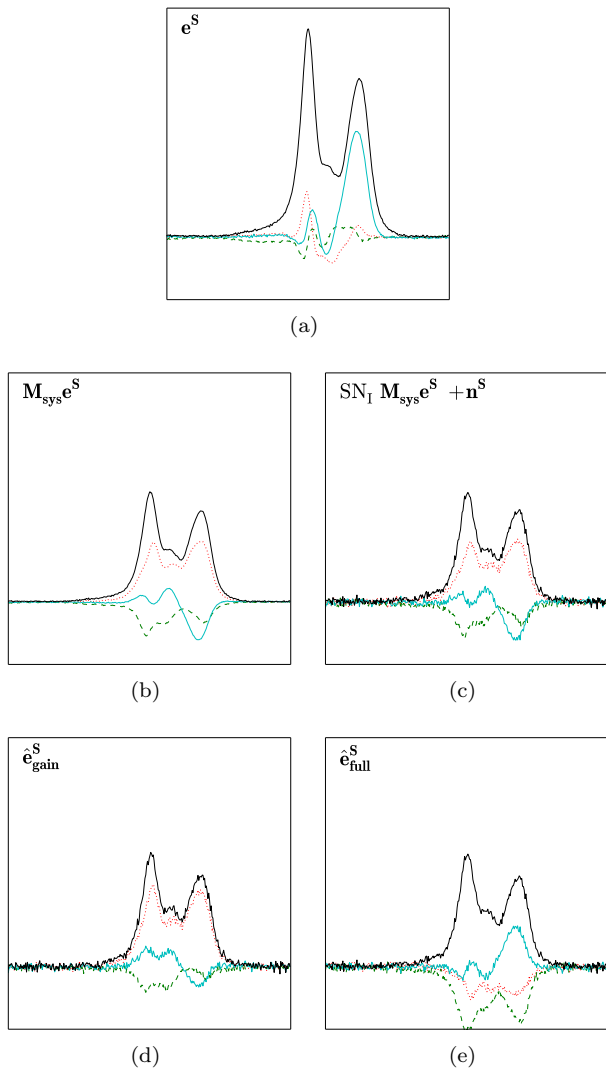 e^S
(a)
M_sys e^S
SN_I M_sys e^S + n^S
(b)
(c)
ê^S_gain
ê^S_full
(d)
(e)